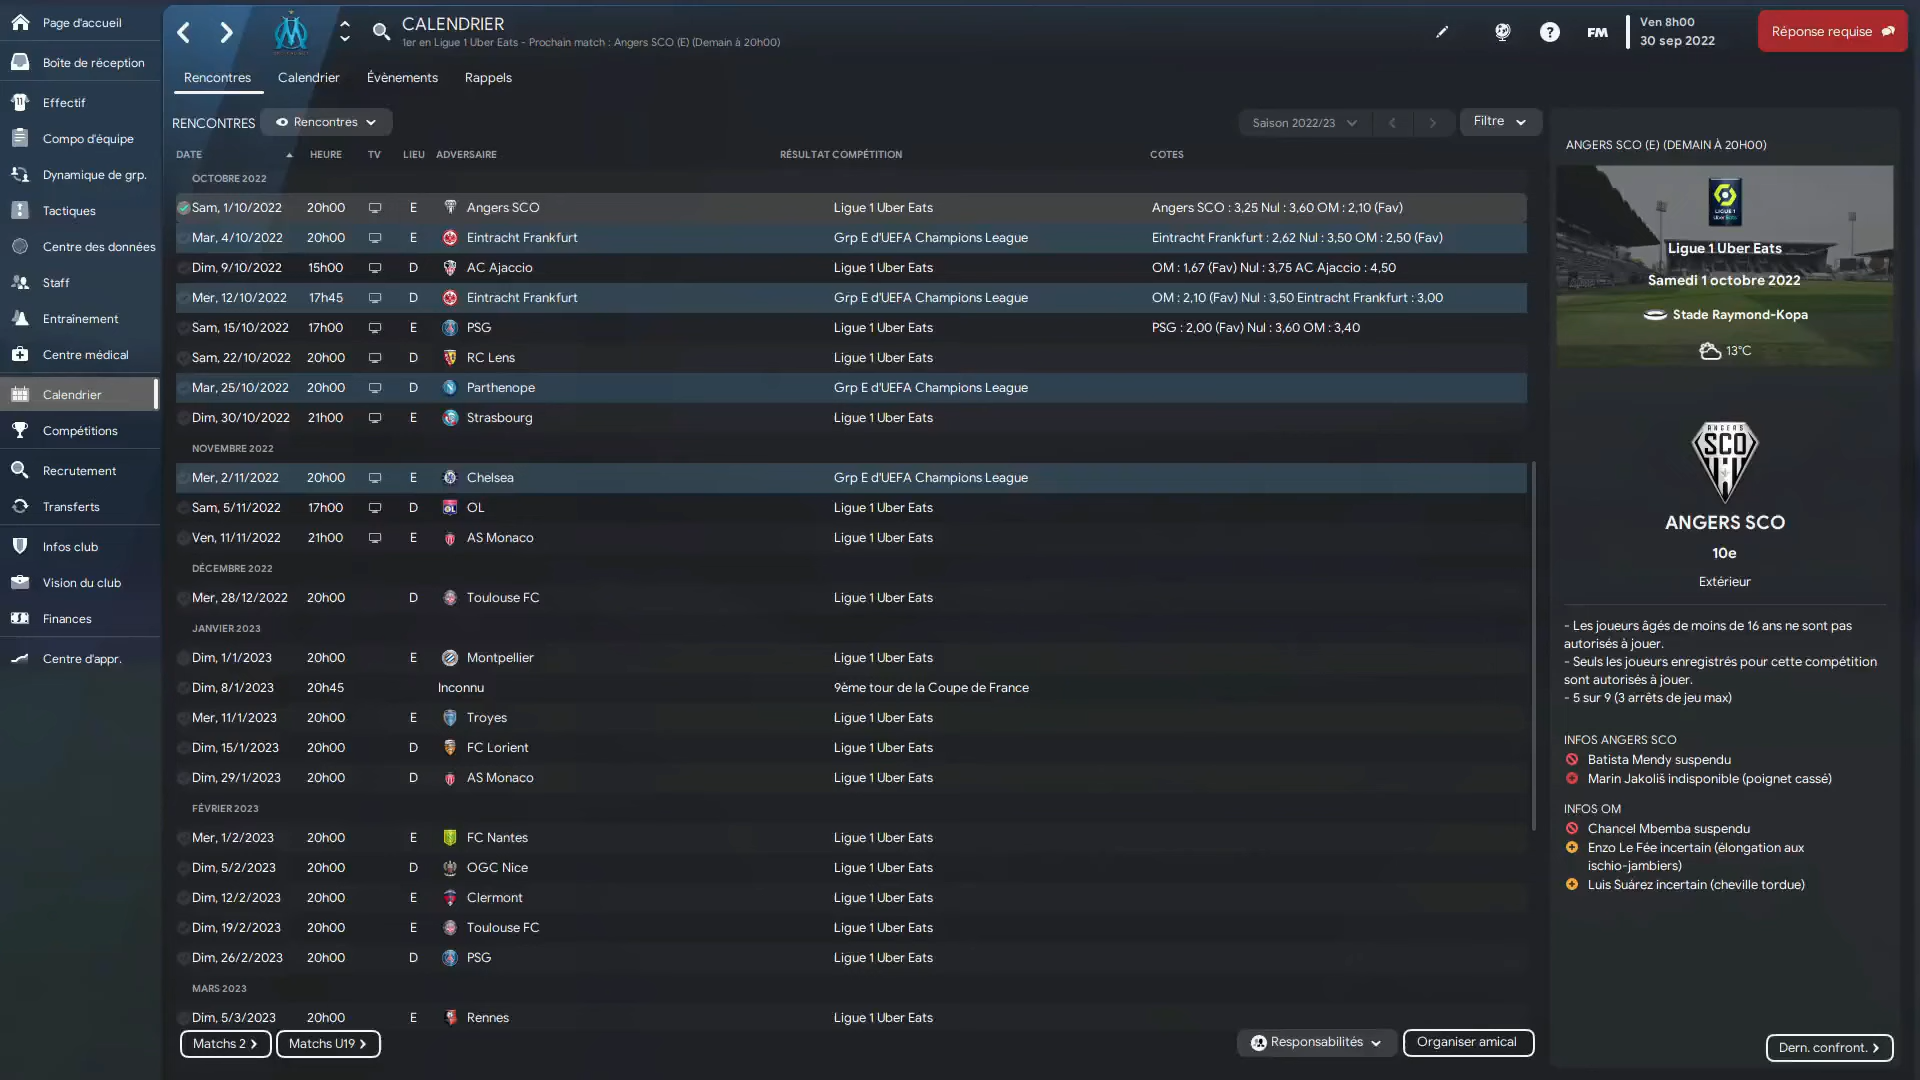 Page d'accueil
Boîte de réception
Effectif
Compo d'équipe
Dynamique de grp.
Tactiques
Centre des données
Staff
Entraînement
Centre médical
Calendrier
Compétitions
Recrutement
Transferts
Infos club
Vision du club
Finances
Centre d'appr.
CALENDRIER
1er en Ligue 1 Uber Eats - Prochain match : Angers SCO (E) (Demain à 20h00)
FM
Ven 8h00
30 sep 2022
Réponse requise
Rencontres Calendrier Évènements Rappels
RENCONTRES Rencontres Saison 2022/23 Filtre
DATE HEURE TV LIEU ADVERSAIRE RÉSULTAT COMPÉTITION COTES
OCTOBRE 2022
Sam, 1/10/2022 20h00 E Angers SCO Ligue 1 Uber Eats Angers SCO : 3,25 Nul : 3,60 OM : 2,10 (Fav)
Mar, 4/10/2022 20h00 E Eintracht Frankfurt Grp E d'UEFA Champions League Eintracht Frankfurt : 2,62 Nul : 3,50 OM : 2,50 (Fav)
Dim, 9/10/2022 15h00 D AC Ajaccio Ligue 1 Uber Eats OM : 1,67 (Fav) Nul : 3,75 AC Ajaccio : 4,50
Mer, 12/10/2022 17h45 D Eintracht Frankfurt Grp E d'UEFA Champions League OM : 2,10 (Fav) Nul : 3,50 Eintracht Frankfurt : 3,00
Sam, 15/10/2022 17h00 E PSG Ligue 1 Uber Eats PSG : 2,00 (Fav) Nul : 3,60 OM : 3,40
Sam, 22/10/2022 20h00 D RC Lens Ligue 1 Uber Eats
Mar, 25/10/2022 20h00 D Parthenope Grp E d'UEFA Champions League
Dim, 30/10/2022 21h00 E Strasbourg Ligue 1 Uber Eats
NOVEMBRE 2022
Mer, 2/11/2022 20h00 E Chelsea Grp E d'UEFA Champions League
Sam, 5/11/2022 17h00 D OL Ligue 1 Uber Eats
Ven, 11/11/2022 21h00 E AS Monaco Ligue 1 Uber Eats
DÉCEMBRE 2022
Mer, 28/12/2022 20h00 D Toulouse FC Ligue 1 Uber Eats
JANVIER 2023
Dim, 1/1/2023 20h00 E Montpellier Ligue 1 Uber Eats
Dim, 8/1/2023 20h45 Inconnu 9ème tour de la Coupe de France
Mer, 11/1/2023 20h00 E Troyes Ligue 1 Uber Eats
Dim, 15/1/2023 20h00 D FC Lorient Ligue 1 Uber Eats
Dim, 29/1/2023 20h00 D AS Monaco Ligue 1 Uber Eats
FÉVRIER 2023
Mer, 1/2/2023 20h00 E FC Nantes Ligue 1 Uber Eats
Dim, 5/2/2023 20h00 D OGC Nice Ligue 1 Uber Eats
Dim, 12/2/2023 20h00 E Clermont Ligue 1 Uber Eats
Dim, 19/2/2023 20h00 E Toulouse FC Ligue 1 Uber Eats
Dim, 26/2/2023 20h00 D PSG Ligue 1 Uber Eats
MARS 2023
Dim, 5/3/2023 20h00 E Rennes Ligue 1 Uber Eats
Matchs 2 Matchs U19 Responsabilités Organiser amical
ANGERS SCO (E) (DEMAIN À 20H00)
LIGUE 1
Uber Eats
Ligue 1 Uber Eats
Samedi 1 octobre 2022
Stade Raymond-Kopa
13°C
ANGERS
SCO
ANGERS SCO
10e
Extérieur
- Les joueurs âgés de moins de 16 ans ne sont pas
autorisés à jouer.
- Seuls les joueurs enregistrés pour cette compétition
sont autorisés à jouer.
- 5 sur 9 (3 arrêts de jeu max)
INFOS ANGERS SCO
Batista Mendy suspendu
Marin Jakoliš indisponible (poignet cassé)
INFOS OM
Chancel Mbemba suspendu
Enzo Le Fée incertain (élongation aux
ischio-jambiers)
Luis Suárez incertain (cheville tordue)
Dern. confront.